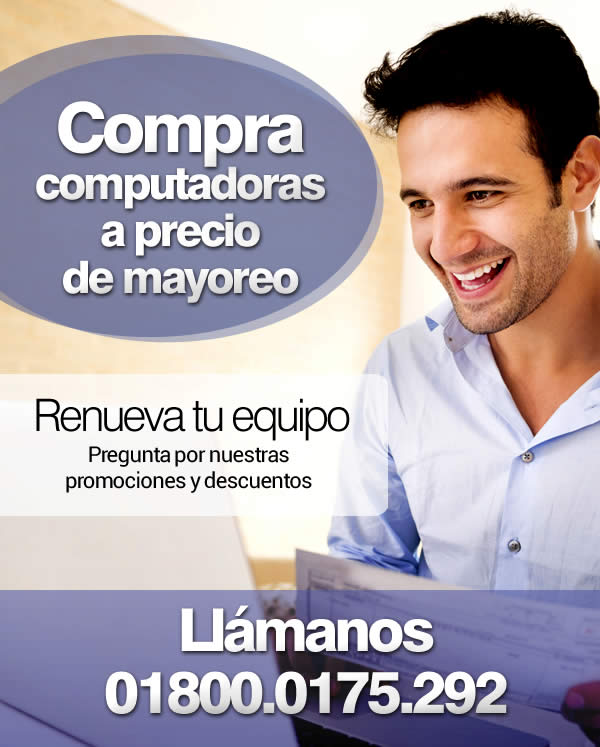 Compra
computadoras
a precio
de mayoreo
Renueva tu equipo
Pregunta por nuestras
promociones y descuentos
Llámanos
01800.0175.292